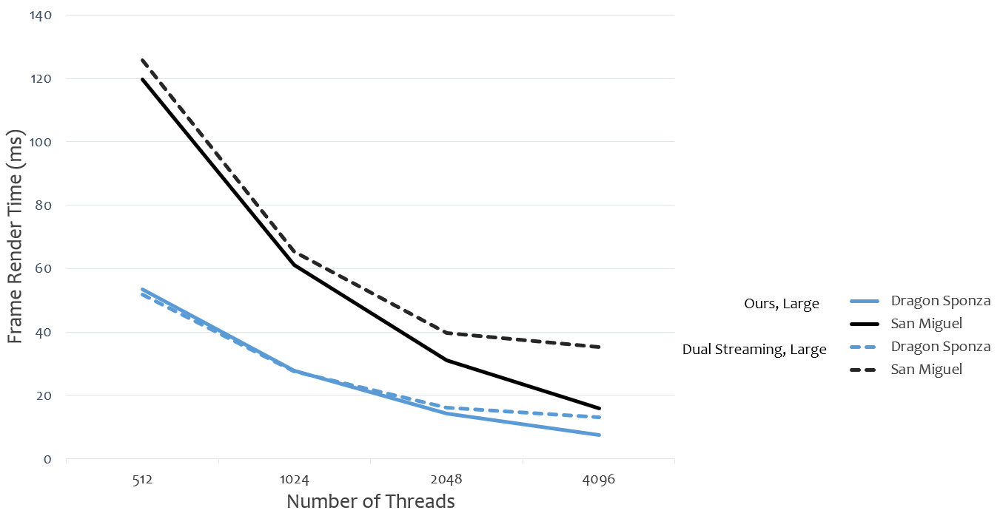 140
120
100
80
60
40
20
0
Frame Render Time (ms)
512 1024 2048 4096
Number of Threads
Ours, Large
Dragon Sponza
San Miguel
Dual Streaming, Large
Dragon Sponza
San Miguel